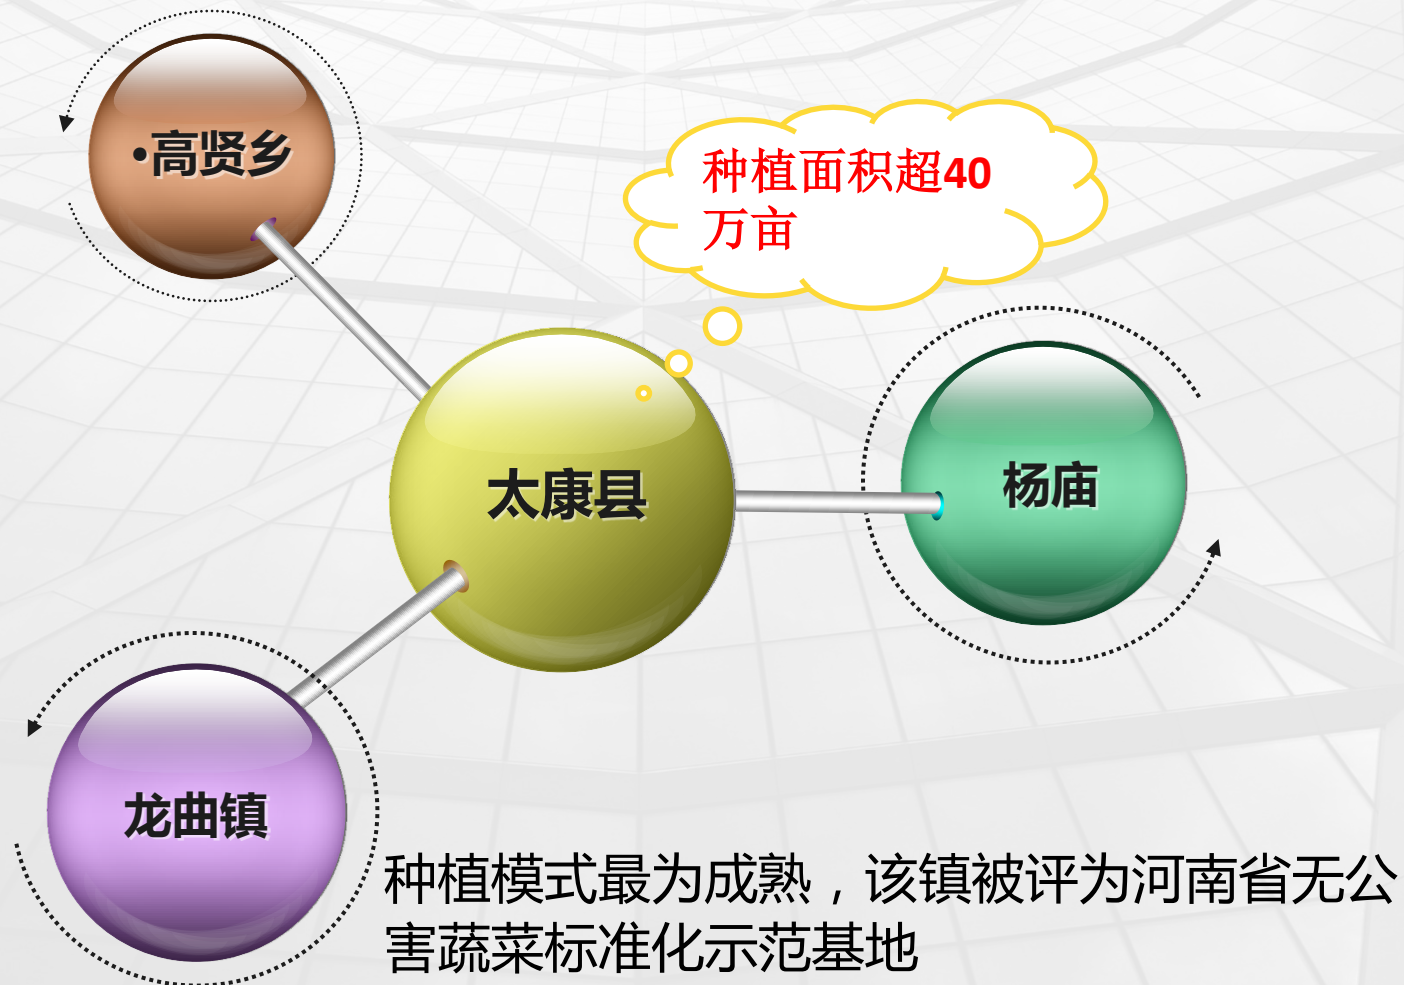 •高贤乡
种植面积超40
万亩
太康县
杨庙
龙曲镇
种植模式最为成熟，该镇被评为河南省无公
害蔬菜标准化示范基地